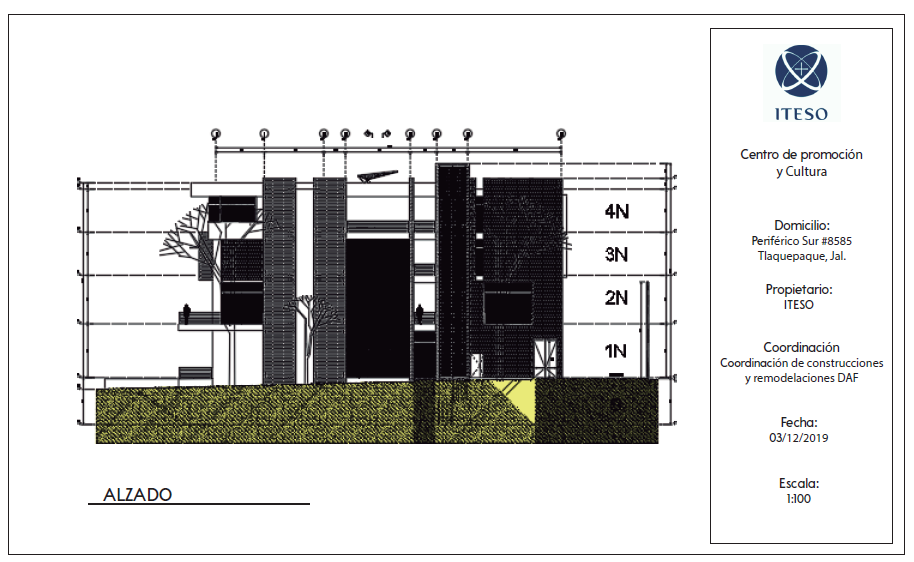 ITESO
Centro de promoción
y Cultura
Domicilio:
Periférico Sur #8585
Tlaquepaque, Jal.
Propietario:
ITESO
Coordinación
Coordinación de construcciones
y remodelaciones DAF
Fecha:
03/12/2019
Escala:
1:100
4N
3N
2N
1N
ALZADO